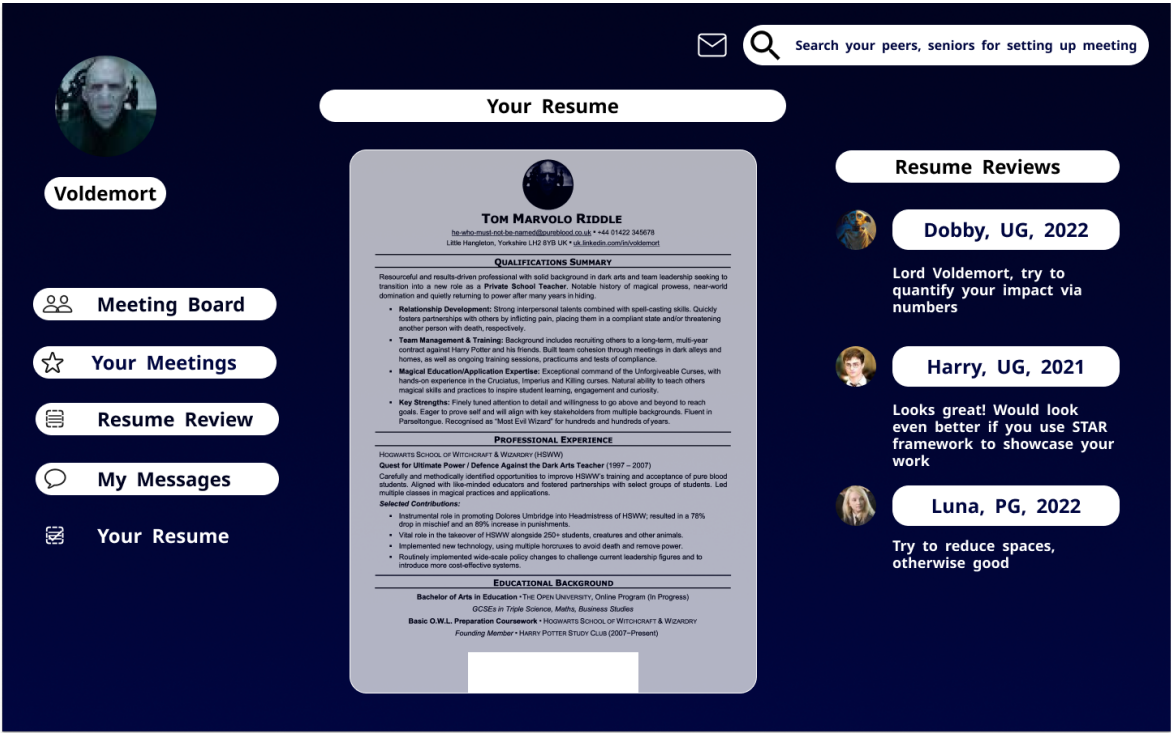 Search your peers, seniors for setting up meeting
Voldemort
Meeting Board
Your Meetings
Resume Review
My Messages
Your Resume
Your Resume
TOM MARVOLO RIDDLE
he-who-must-not-be-named@pureblood.co.uk • +44 01422 345678
Little Hangleton, Yorkshire LH2 8YB UK • uk.linkedin.com/in/voldemort
QUALIFICATIONS SUMMARY
Resourceful and results-driven professional with solid background in dark arts and team leadership seeking to
transition into a new role as a Private School Teacher. Notable history of magical prowess, near-world
domination and quietly returning to power after many years in hiding.
• Relationship Development: Strong interpersonal talents combined with spell-casting skills. Quickly
fosters partnerships with others by inflicting pain, placing them in a compliant state and/or threatening
another person with death, respectively.
• Team Management & Training: Background includes recruiting others to a long-term, multi-year
contract against Harry Potter and his friends. Built team cohesion through meetings in dark alleys and
homes, as well as ongoing training sessions, practicums and tests of compliance.
• Magical Education/Application Expertise: Exceptional command of the Unforgiveable Curses, with
hands-on experience in the Cruciatus, Imperius and Killing curses. Natural ability to teach others
magical skills and practices to inspire student learning, engagement and curiosity.
• Key Strengths: Finely tuned attention to detail and willingness to go above and beyond to reach
goals. Eager to prove self and will align with key stakeholders from multiple backgrounds. Fluent in
Parseltongue. Recognised as "Most Evil Wizard" for hundreds and hundreds of years.
PROFESSIONAL EXPERIENCE
HOGWARTS SCHOOL OF WITCHCRAFT & WIZARDRY (HSWW)
Quest for Ultimate Power / Defence Against the Dark Arts Teacher (1997 – 2007)
Carefully and methodically identified opportunities to improve HSWW's training and acceptance of pure blood
students. Aligned with like-minded educators and fostered partnerships with select groups of students. Led
multiple classes in magical practices and applications.
Selected Contributions:
• Instrumental role in promoting Dolores Umbridge into Headmistress of HSWW; resulted in a 78%
drop in mischief and an 89% increase in punishments.
• Vital role in the takeover of HSWW alongside 250+ students, creatures and other animals.
• Implemented new technology, using multiple horcruxes to avoid death and remove power.
• Routinely implemented wide-scale policy changes to challenge current leadership figures and to
introduce more cost-effective systems.
EDUCATIONAL BACKGROUND
Bachelor of Arts in Education • THE OPEN UNIVERSITY, Online Program (In Progress)
GCSEs in Triple Science, Maths, Business Studies
Basic O.W.L. Preparation Coursework • HOGWARTS SCHOOL OF WITCHCRAFT & WIZARDRY
Founding Member • HARRY POTTER STUDY CLUB (2007–Present)
Resume Reviews
Dobby, UG, 2022
Lord Voldemort, try to
quantify your impact via
numbers
Harry, UG, 2021
Looks great! Would look
even better if you use STAR
framework to showcase your
work
Luna, PG, 2022
Try to reduce spaces,
otherwise good